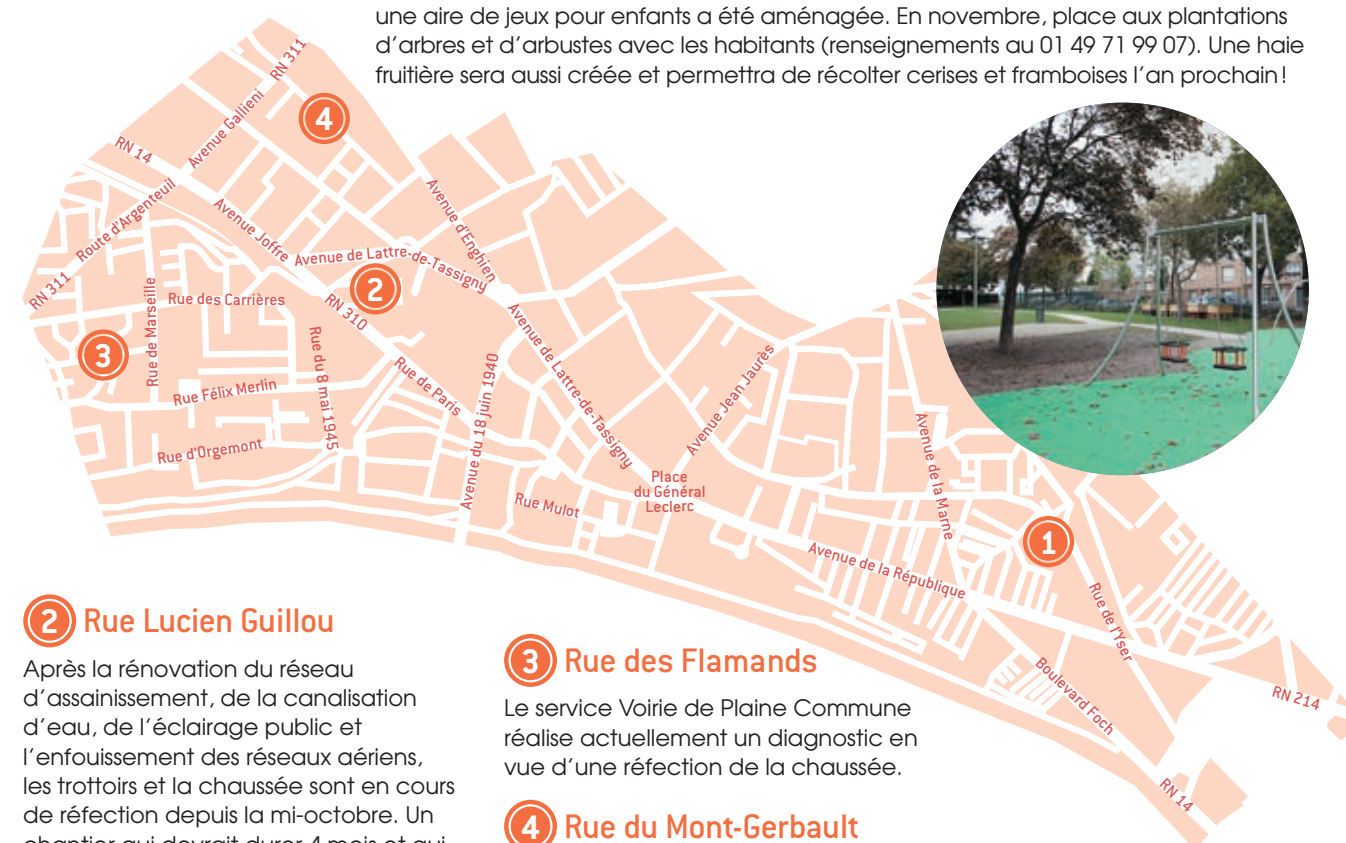 une aire de jeux pour enfants a été aménagée. En novembre, place aux plantations
d'arbres et d'arbustes avec les habitants (renseignements au 01 49 71 99 07). Une haie
fruitière sera aussi créée et permettra de récolter cerises et framboises l'an prochain!
RN 311
4
Avenue Gallieni
RN 14
Route d'Argenteuil
Avenue Joffre
Avenue d'Enghien
Avenue de Lattre-de-Tassigny
2
RN 311
Rue de Marseille
Rue des Carrières
RN 310
3
Rue du 8 mai 1945
Avenue de Lattre-de-Tassigny
Avenue Jean Jaurès
Rue Félix Merlin
Rue de Paris
Avenue du 18 juin 1940
Rue d'Orgemont
Place
du Général
Leclerc
Rue Mulot
Avenue de la Marne
1
Avenue de la République
Rue de l'Yser
Boulevard Foch
RN 214
RN 14
2 Rue Lucien Guillou
Après la rénovation du réseau
d'assainissement, de la canalisation
d'eau, de l'éclairage public et
l'enfouissement des réseaux aériens,
les trottoirs et la chaussée sont en cours
de réfection depuis la mi-octobre. Un
chantier qui devrait durer 4 mois et qui
3 Rue des Flamands
Le service Voirie de Plaine Commune
réalise actuellement un diagnostic en
vue d'une réfection de la chaussée.
4 Rue du Mont-Gerbault